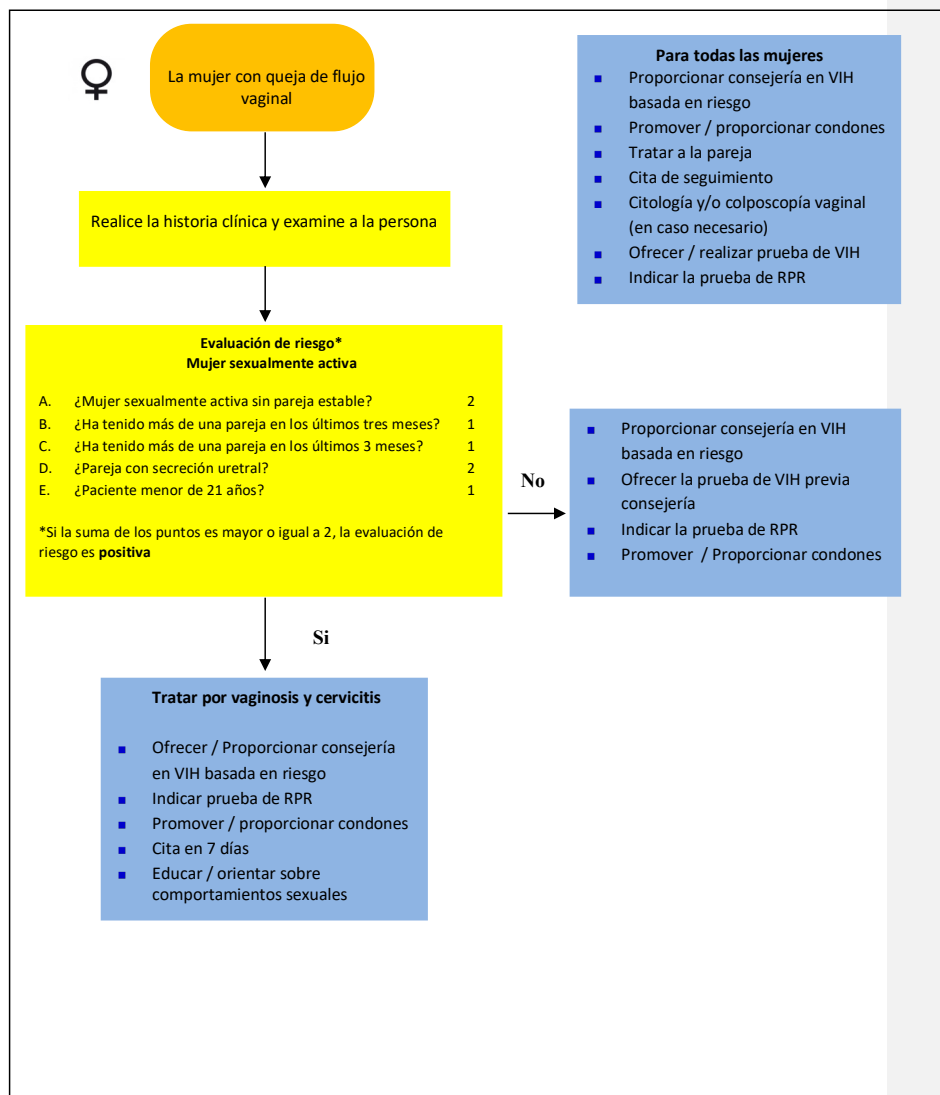 La mujer con queja de flujo
vaginal
Para todas las mujeres
Proporcionar consejería en VIH
basada en riesgo
Promover / proporcionar condones
Tratar a la pareja
Cita de seguimiento
Citología y/o colposcopía vaginal
(en caso necesario)
Ofrecer / realizar prueba de VIH
Indicar la prueba de RPR
Realice la historia clínica y examine a la persona
Evaluación de riesgo*
Mujer sexualmente activa
A. ¿Mujer sexualmente activa sin pareja estable? 2
B. ¿Ha tenido más de una pareja en los últimos tres meses? 1
C. ¿Ha tenido más de una pareja en los últimos 3 meses? 1
D. ¿Pareja con secreción uretral? 2
E. ¿Paciente menor de 21 años? 1
*Si la suma de los puntos es mayor o igual a 2, la evaluación de
riesgo es positiva
No
Proporcionar consejería en VIH
basada en riesgo
Ofrecer la prueba de VIH previa
consejería
Indicar la prueba de RPR
Promover / Proporcionar condones
Si
Tratar por vaginosis y cervicitis
Ofrecer / Proporcionar consejería
en VIH basada en riesgo
Indicar prueba de RPR
Promover / proporcionar condones
Cita en 7 días
Educar / orientar sobre
comportamientos sexuales